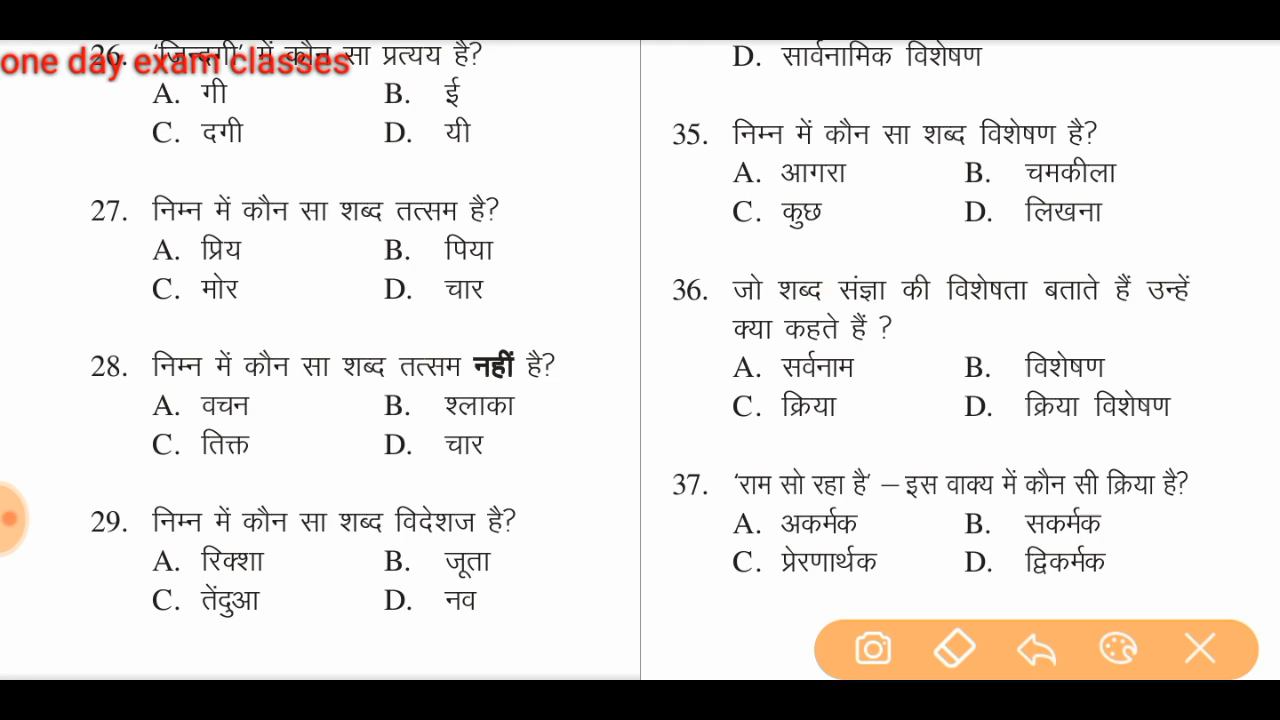 one day exam classes
26. 'ज़िन्दगी' में कौन सा प्रत्यय है?
A. गी B. ई
C. दगी D. यी
27. निम्न में कौन सा शब्द तत्सम है?
A. प्रिय B. पिया
C. मोर D. चार
28. निम्न में कौन सा शब्द तत्सम नहीं है?
A. वचन B. श्लाका
C. तिक्त D. चार
29. निम्न में कौन सा शब्द विदेशज है?
A. रिक्शा B. जूता
C. तेंदुआ D. नव
D. सार्वनामिक विशेषण
35. निम्न में कौन सा शब्द विशेषण है?
A. आगरा B. चमकीला
C. कुछ D. लिखना
36. जो शब्द संज्ञा की विशेषता बताते हैं उन्हें
क्या कहते हैं ?
A. सर्वनाम B. विशेषण
C. क्रिया D. क्रिया विशेषण
37. 'राम सो रहा है' – इस वाक्य में कौन सी क्रिया है?
A. अकर्मक B. सकर्मक
C. प्रेरणार्थक D. द्विकर्मक